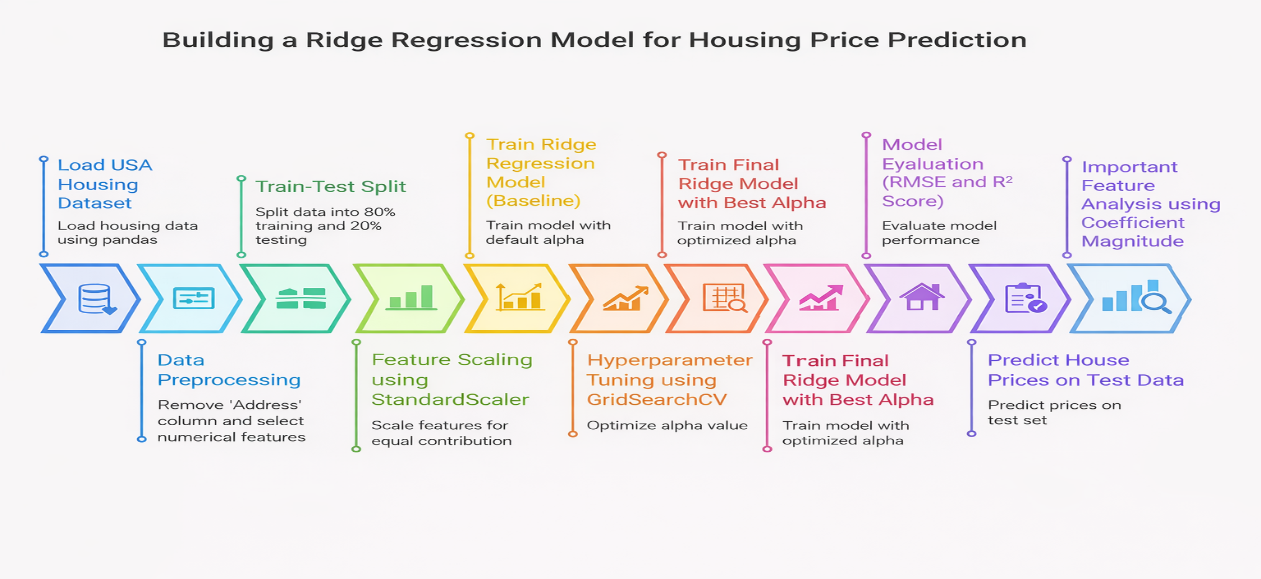 Building a Ridge Regression Model for Housing Price Prediction
Load USA
Housing
Dataset
Load housing data
using pandas
Data
Preprocessing
Remove 'Address'
column and select
numerical features
Train-Test Split
Split data into 80%
training and 20%
testing
Feature Scaling
using
StandardScaler
Scale features for
equal contribution
Train Ridge
Regression
Model
(Baseline)
Train model with
default alpha
Hyperparameter
Tuning using
GridSearchCV
Optimize alpha value
Train Final
Ridge Model
with Best Alpha
Train model with
optimized alpha
Train Final
Ridge Model
with Best Alpha
Train model with
optimized alpha
Model
Eyaluation
(RMSE and R²
Score)
Evaluate model
performance
Predict House
Prices on Test Data
Predict prices on
test set
Important
Feature
Analysis using
Coefficient
Magnitude